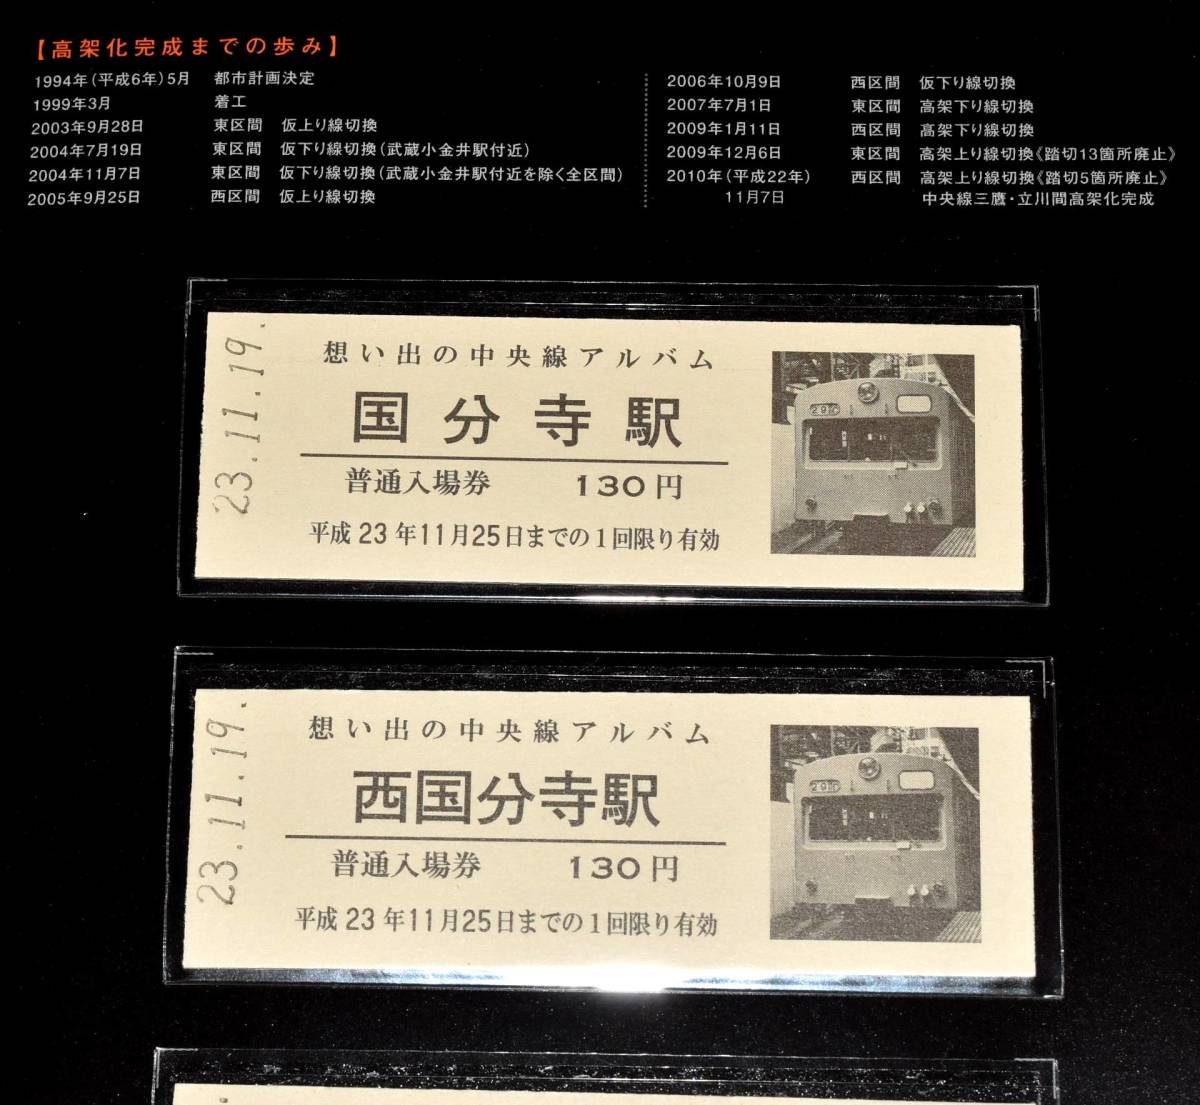 【高架化完成までの歩み】
1994年(平成6年)5月 都市計画決定
1999年3月 着工
2003年9月28日 東区間 仮上り線切換
2004年7月19日 東区間 仮下り線切換(武蔵小金井駅付近)
2004年11月7日 東区間 仮下り線切換(武蔵小金井駅付近を除く全区間)
2005年9月25日 西区間 仮上り線切換
2006年10月9日 西区間 仮下り線切換
2007年7月1日 東区間 高架下り線切換
2009年1月11日 西区間 高架下り線切換
2009年12月6日 東区間 高架上り線切換《踏切13箇所廃止》
2010年(平成22年) 西区間 高架上り線切換《踏切5箇所廃止》
11月7日 中央線三鷹・立川間高架化完成
23.11.19.
想い出の中央線アルバム
国分寺駅
普通入場券 130円
平成23年11月25日までの1回限り有効
23.11.19.
想い出の中央線アルバム
西国分寺駅
普通入場券 130円
平成23年11月25日までの1回限り有効